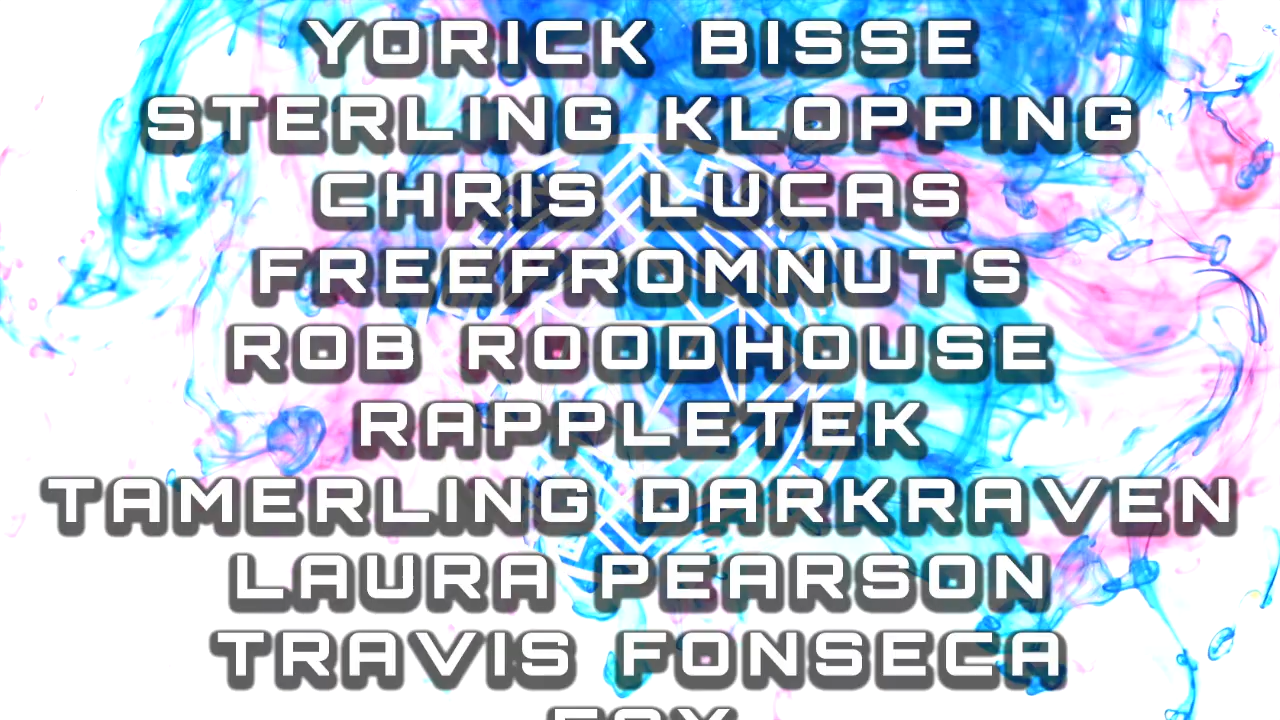 YORICK BISSE
STERLING KLOPPING
CHRIS LUCAS
FREEFROMNUTS
ROB ROODHOUSE
RAPPLETEK
TAMERLING DARKRAVEN
LAURA PEARSON
TRAVIS FONSECA